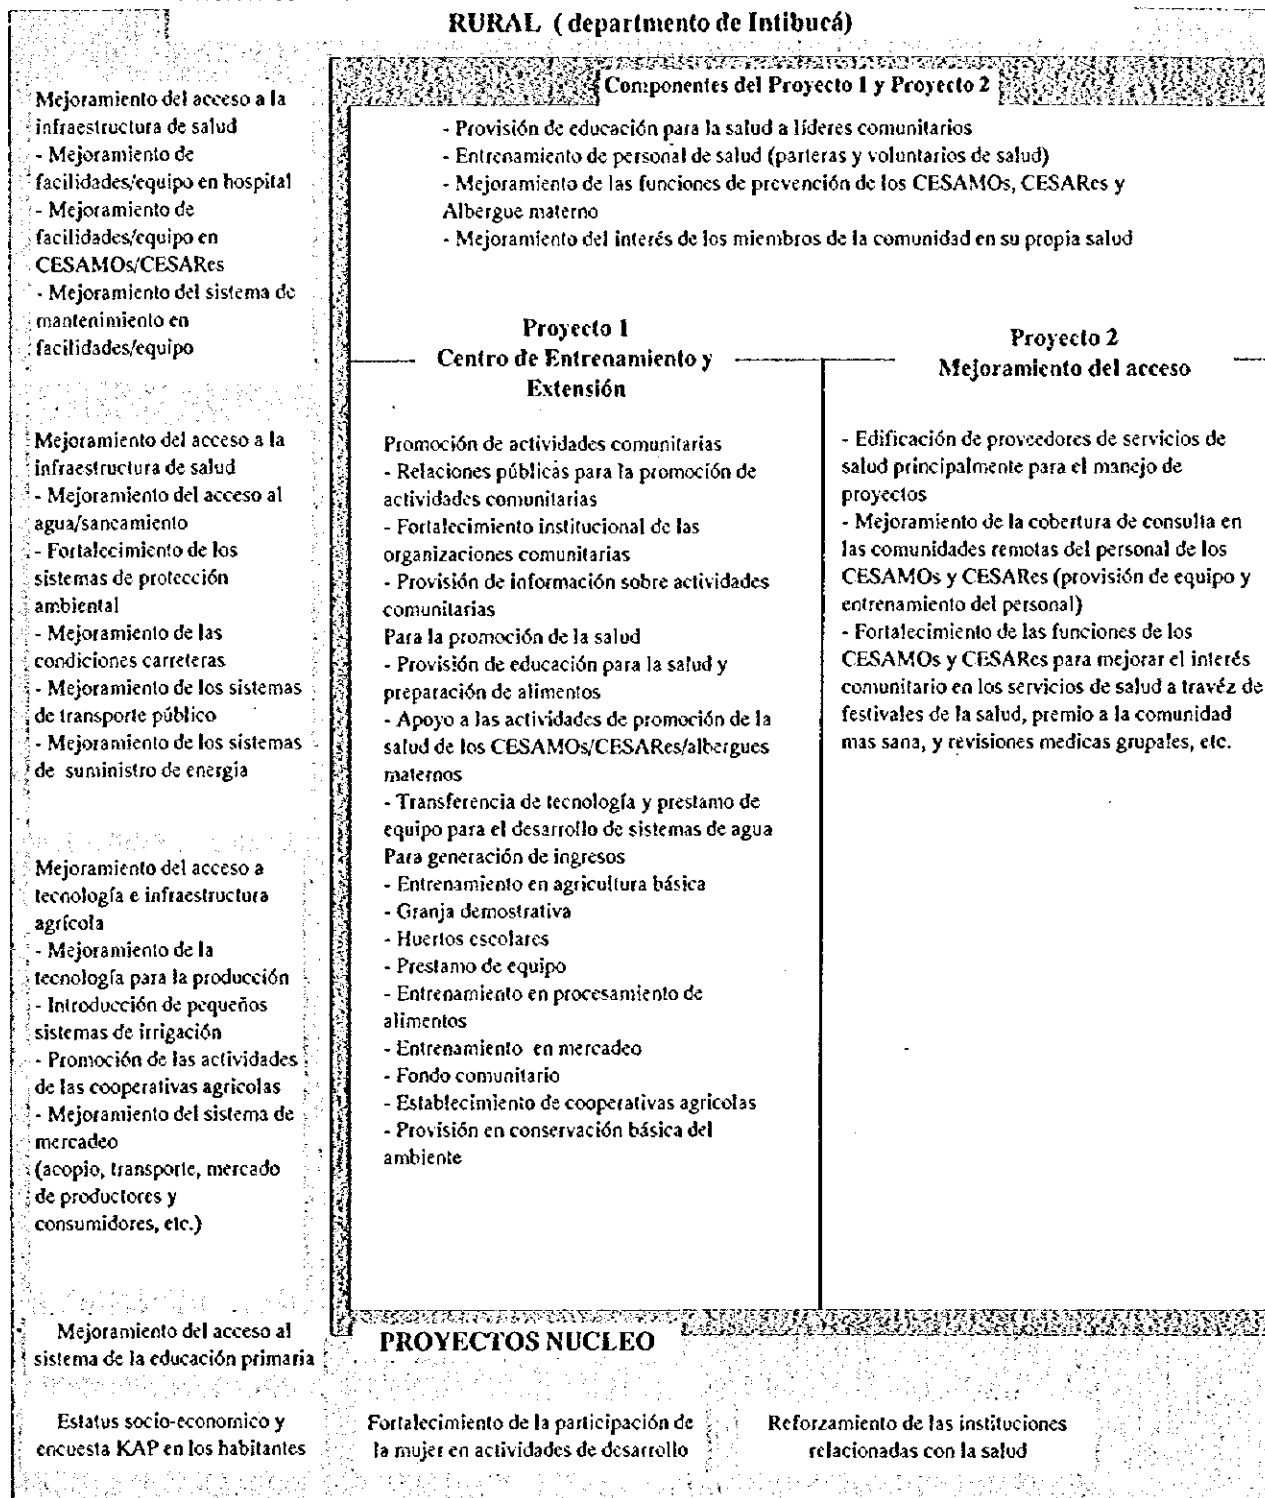 RURAL ( departmento de Intibucá)
Mejoramiento del acceso a la
infraestructura de salud
- Mejoramiento de
facilidades/equipo en hospital
- Mejoramiento de
facilidades/equipo en
CESAMOs/CESARes
- Mejoramiento del sistema de
mantenimiento en
facilidades/equipo
Mejoramiento del acceso a la
infraestructura de salud
- Mejoramiento del acceso al
agua/saneamiento
- Fortalecimiento de los
sistemas de protección
ambiental
- Mejoramiento de las
condiciones carreteras
- Mejoramiento de los sistemas
de transporte público
- Mejoramiento de los sistemas
de suministro de energia
Mejoramiento del acceso a
tecnología e infraestructura
agrícola
- Mejoramiento de la
tecnología para la producción
- Introducción de pequeños
sistemas de irrigación
- Promoción de las actividades
de las cooperativas agricolas
- Mejoramiento del sistema de
mercadeo
(acopio, transporte, mercado
de productores y
consumidores, etc.)
Mejoramiento del acceso al
sistema de la educación primaria
Componentes del Proyecto 1 y Proyecto 2
- Provisión de educación para la salud a líderes comunitarios
- Entrenamiento de personal de salud (parteras y voluntarios de salud)
- Mejoramiento de las funciones de prevención de los CESAMOs, CESARes y
Albergue materno
- Mejoramiento del interés de los miembros de la comunidad en su propia salud
Proyecto 1
Centro de Entrenamiento y
Extensión
Promoción de actividades comunitarias
- Relaciones públicas para la promoción de
actividades comunitarias
- Fortalecimiento institucional de las
organizaciones comunitarias
- Provisión de información sobre actividades
comunitarias
Para la promoción de la salud
- Provisión de educación para la salud y
preparación de alimentos
- Apoyo a las actividades de promoción de la
salud de los CESAMOs/CESARes/albergues
maternos
- Transferencia de tecnología y prestamo de
equipo para el desarrollo de sistemas de agua
Para generación de ingresos
- Entrenamiento en agricultura básica
- Granja demostrativa
- Huertos escolares
- Prestamo de equipo
- Entrenamiento en procesamiento de
alimentos
- Entrenamiento en mercadeo
- Fondo comunitario
- Establecimiento de cooperativas agrícolas
- Provisión en conservación básica del
ambiente
Proyecto 2
Mejoramiento del acceso
- Edificación de proveedores de servicios de
salud principalmente para el manejo de
proyectos
- Mejoramiento de la cobertura de consulta en
las comunidades remotas del personal de los
CESAMOs y CESARes (provisión de equipo y
entrenamiento del personal)
- Fortalecimiento de las funciones de los
CESAMOs y CESARes para mejorar el interés
comunitario en los servicios de salud a travéz de
festivales de la salud, premio a la comunidad
mas sana, y revisiones medicas grupales, etc.
PROYECTOS NUCLEO
Estatus socio-economico y
encuesta KAP en los habitantes
Fortalecimiento de la participación de
la mujer en actividades de desarrollo
Reforzamiento de las instituciones
relacionadas con la salud